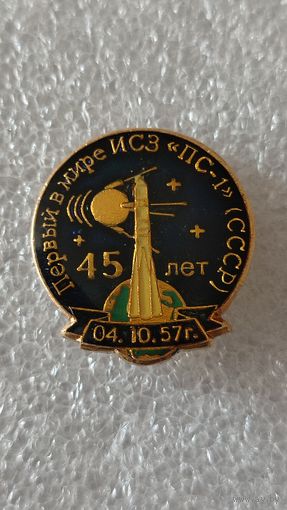 Первый в мире ИСЗ «ПС-1» (СССР)
45 лет
04.10.57г.